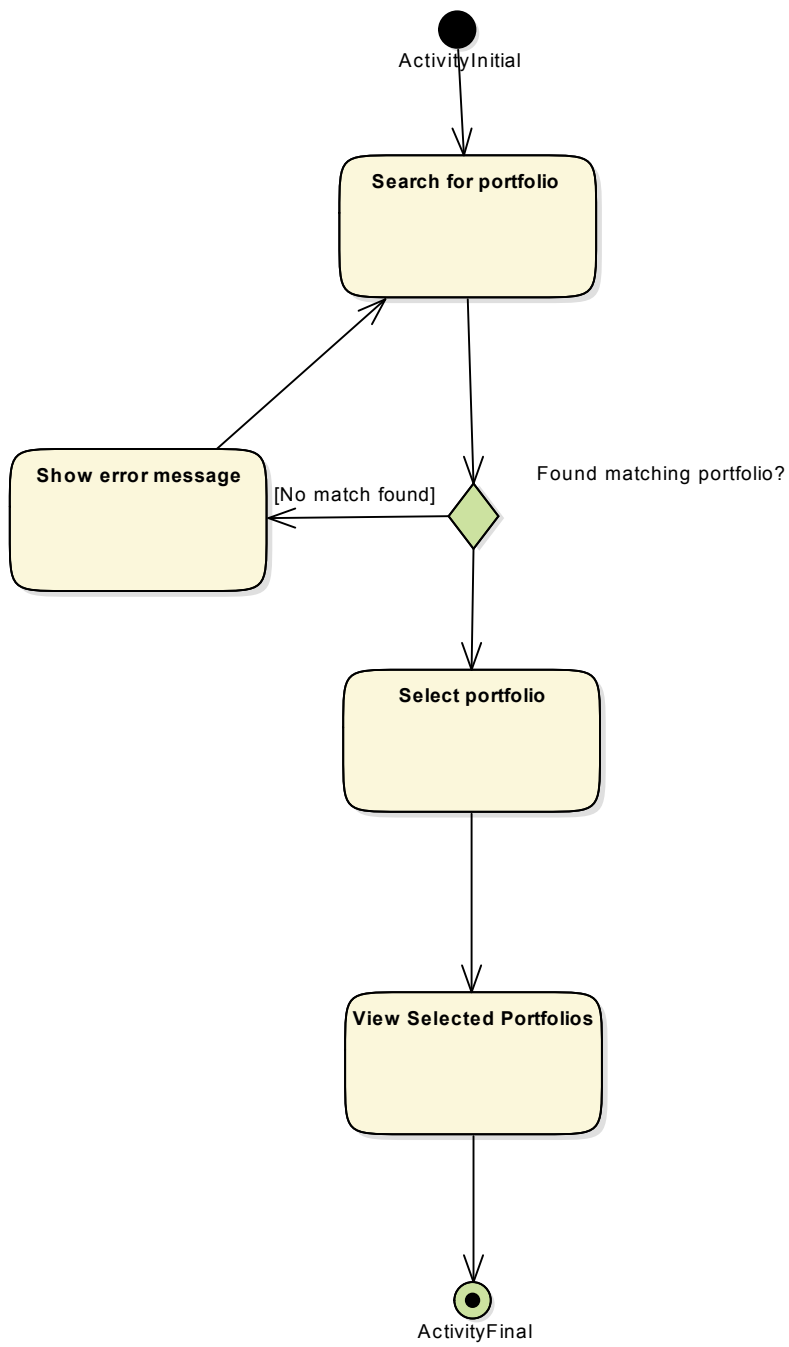 ActivityInitial
Search for portfolio
Found matching portfolio?
Show error message
[No match found]
Select portfolio
View Selected Portfolios
ActivityFinal